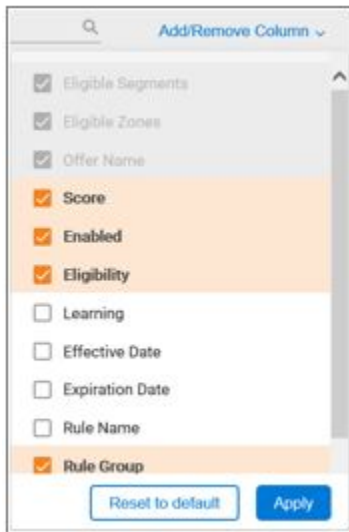 Add/Remove Column
Eligible Segments
Eligible Zones
Offer Name
Score
Enabled
Eligibility
Learning
Effective Date
Expiration Date
Rule Name
Rule Group
Reset to default
Apply